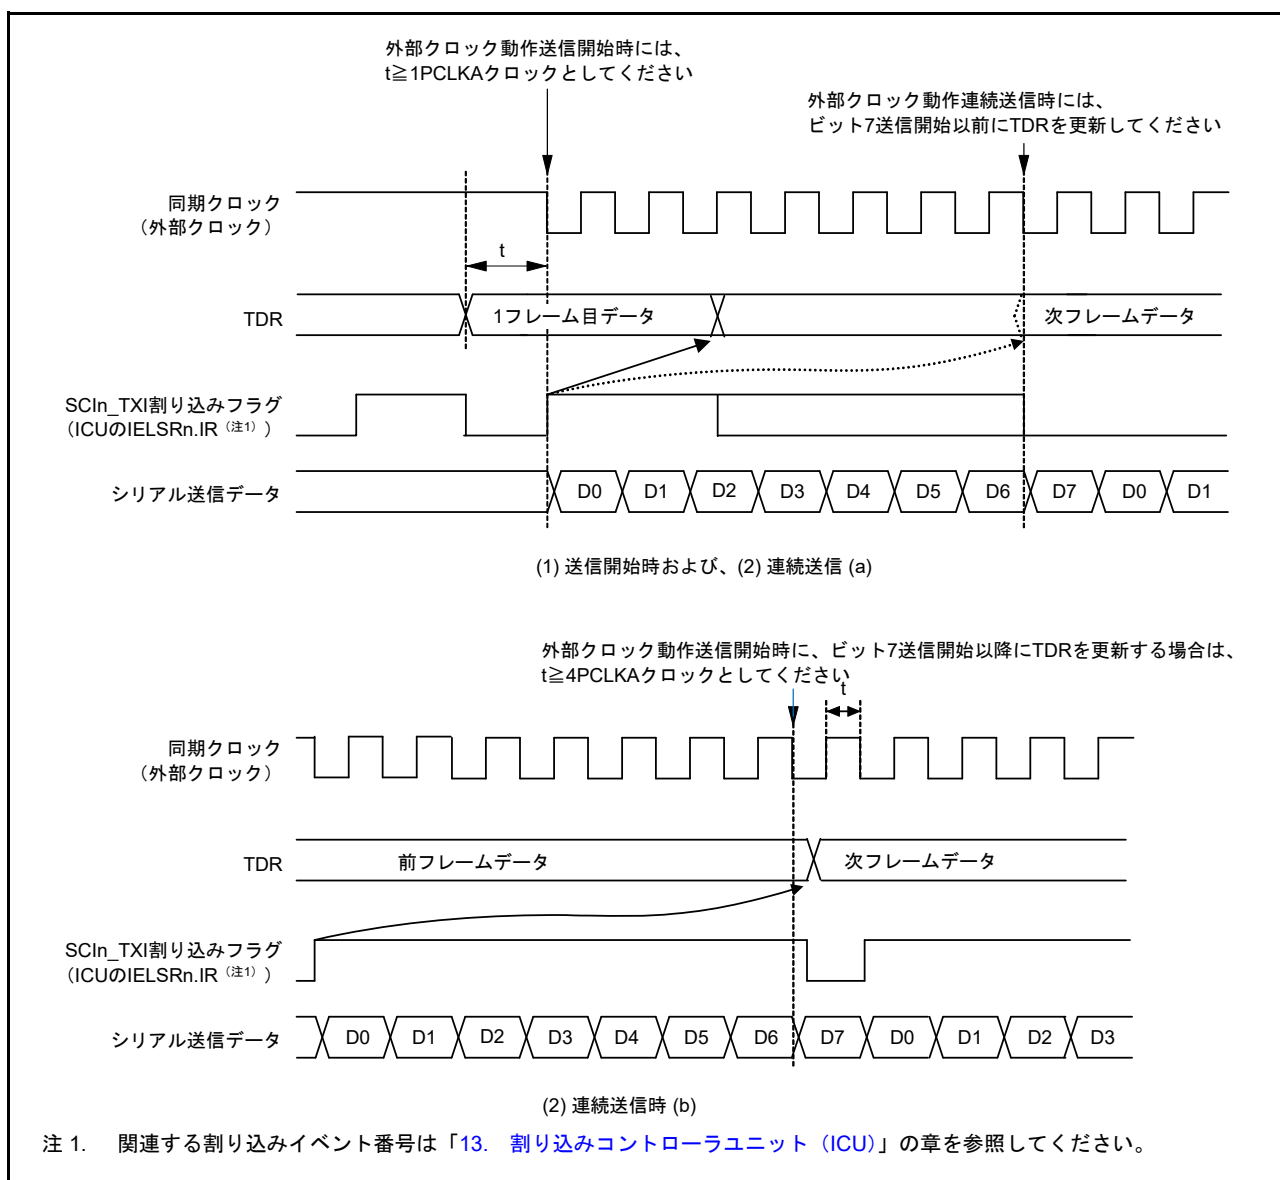 外部クロック動作送信開始時には、
t≧1PCLKAクロックとしてください
外部クロック動作連続送信時には、
ビット7送信開始以前にTDRを更新してください
同期クロック
（外部クロック）
t
TDR
1フレーム目データ
次フレームデータ
SCIn_TXI割り込みフラグ
（ICUのIELSRn.IR（注1））
シリアル送信データ
D0 D1 D2 D3 D4 D5 D6 D7 D0 D1
(1) 送信開始時および、(2) 連続送信 (a)
外部クロック動作送信開始時に、ビット7送信開始以降にTDRを更新する場合は、
t≧4PCLKAクロックとしてください
t
同期クロック
（外部クロック）
TDR
前フレームデータ
次フレームデータ
SCIn_TXI割り込みフラグ
（ICUのIELSRn.IR（注1））
シリアル送信データ
D0 D1 D2 D3 D4 D5 D6 D7 D0 D1 D2 D3
(2) 連続送信時 (b)
注 1. 関連する割り込みイベント番号は「13. 割り込みコントローラユニット（ICU）」の章を参照してください。